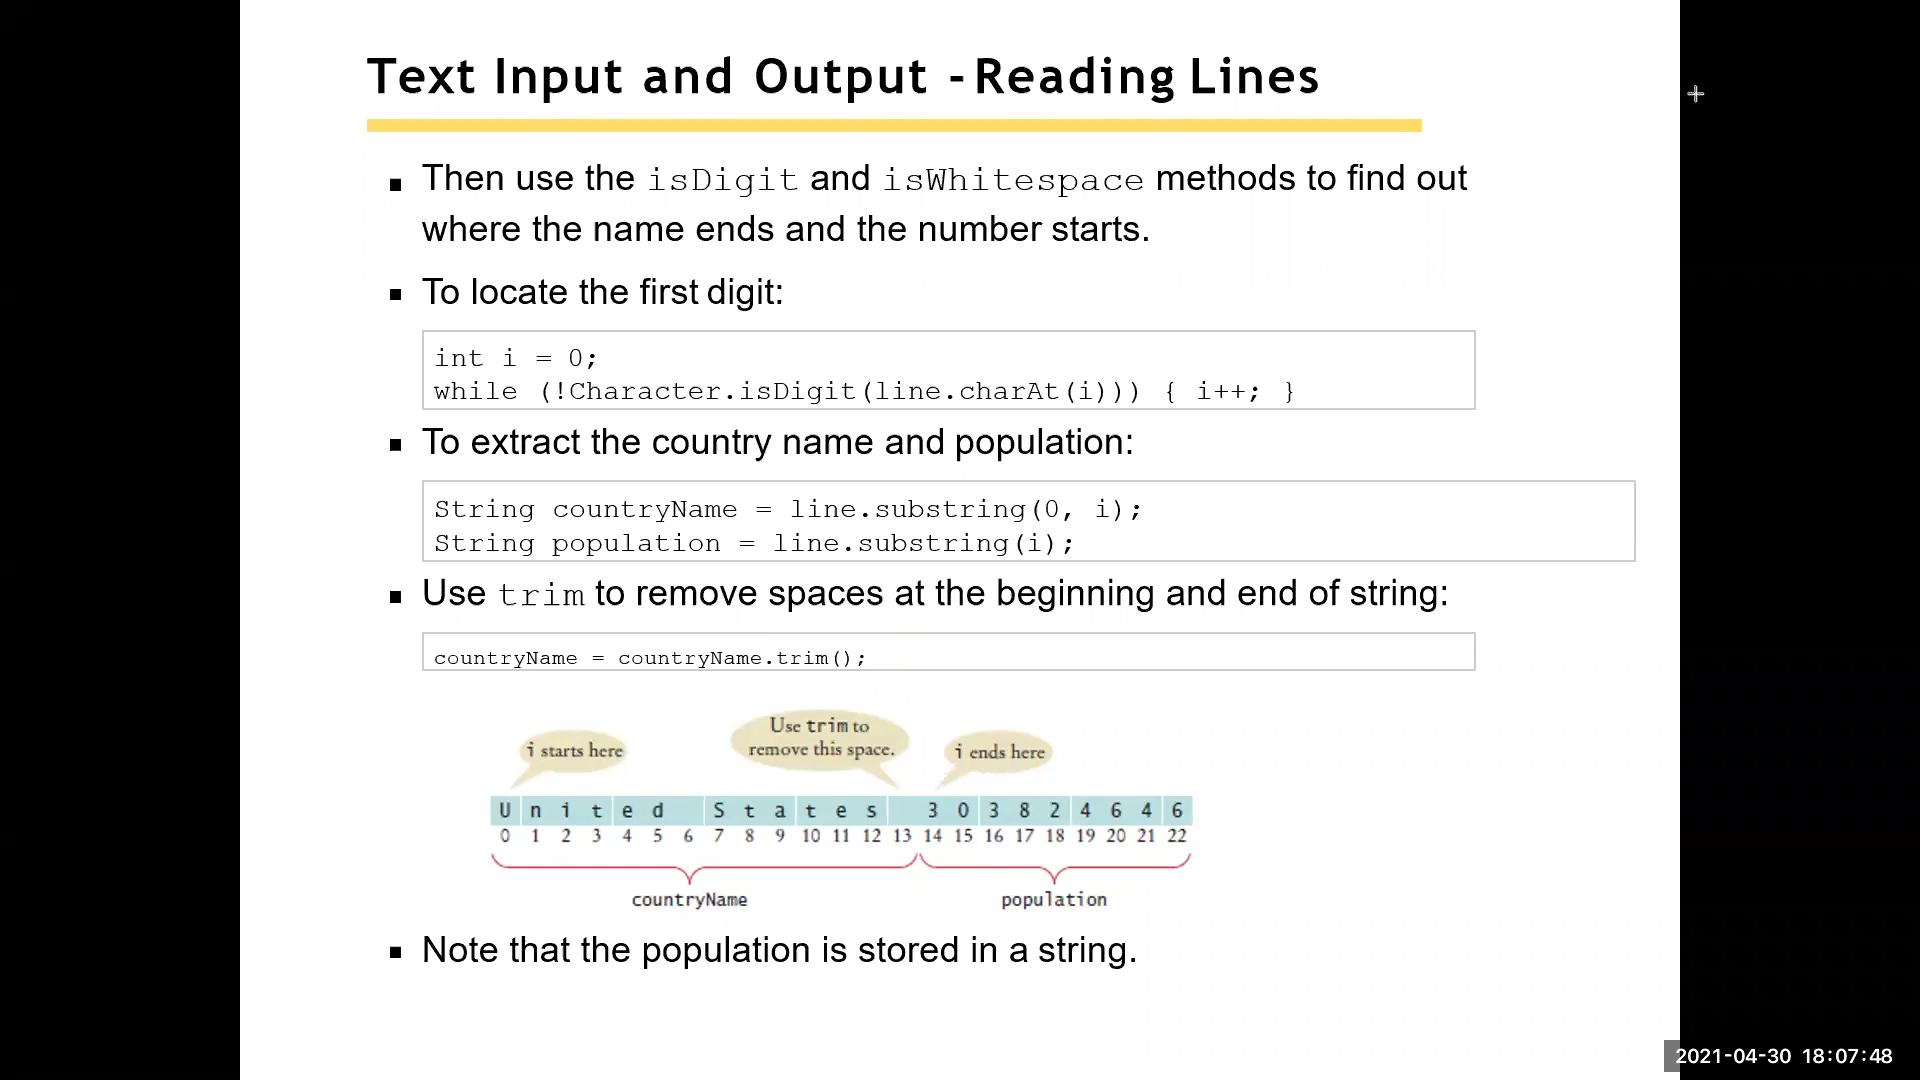 Text Input and Output - Reading Lines
▪ Then use the isDigit and isWhitespace methods to find out
where the name ends and the number starts.
▪ To locate the first digit:
int i = 0;
while (!Character.isDigit(line.charAt(i))) { i++; }
▪ To extract the country name and population:
String countryName = line.substring(0, i);
String population = line.substring(i);
▪ Use trim to remove spaces at the beginning and end of string:
countryName = countryName.trim();
i starts here
Use trim to
remove this space.
i ends here
U n i t e d   S t a t e s   3 0 3 8 2 4 6 4 6
0 1 2 3 4 5 6 7 8 9 10 11 12 13 14 15 16 17 18 19 20 21 22
countryName population
▪ Note that the population is stored in a string.
2021-04-30 18:07:48